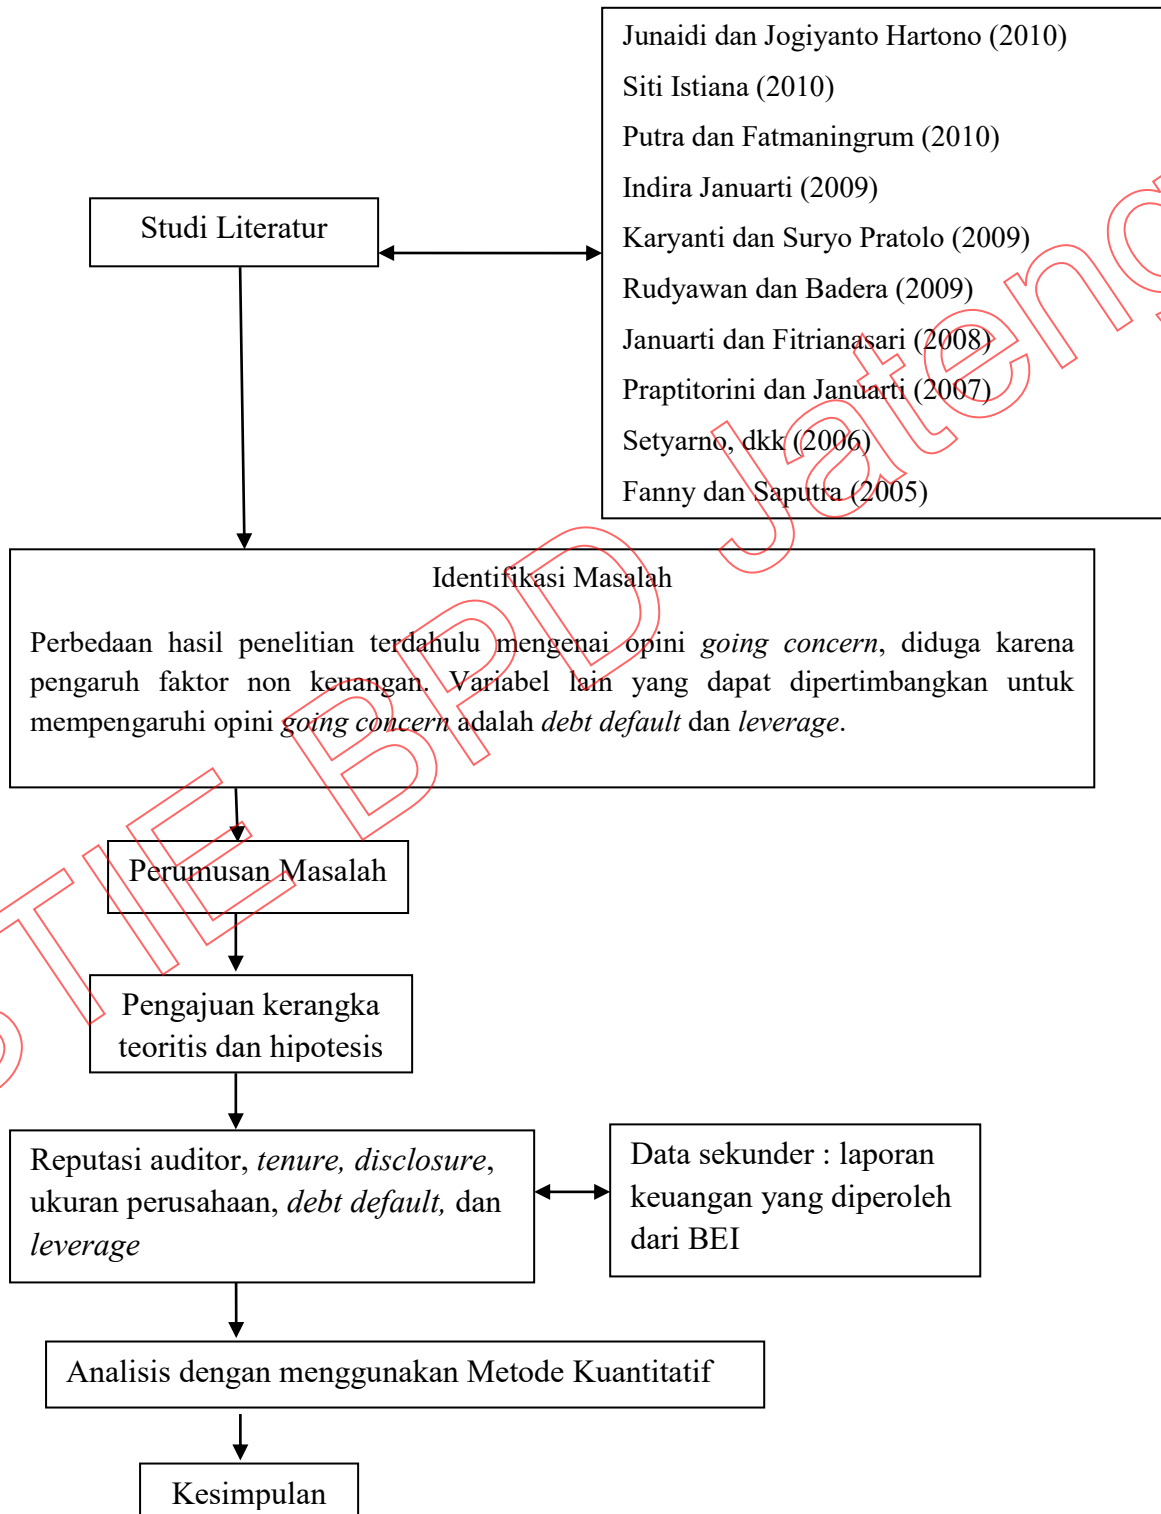 Junaidi dan Jogiyanto Hartono (2010)
Siti Istiana (2010)
Putra dan Fatmaningrum (2010)
Indira Januarti (2009)
Karyanti dan Suryo Pratolo (2009)
Rudyawan dan Badera (2009)
Januarti dan Fitrianasari (2008)
Praptitorini dan Januarti (2007)
Setyarno, dkk (2006)
Fanny dan Saputra (2005)
Studi Literatur
Identifikasi Masalah
Perbedaan hasil penelitian terdahulu mengenai opini going concern, diduga karena
pengaruh faktor non keuangan. Variabel lain yang dapat dipertimbangkan untuk
mempengaruhi opini going concern adalah debt default dan leverage.
Perumusan Masalah
Pengajuan kerangka
teoritis dan hipotesis
Reputasi auditor, tenure, disclosure,
ukuran perusahaan, debt default, dan
leverage
Data sekunder : laporan
keuangan yang diperoleh
dari BEI
Analisis dengan menggunakan Metode Kuantitatif
Kesimpulan
STIE BPD Jateng